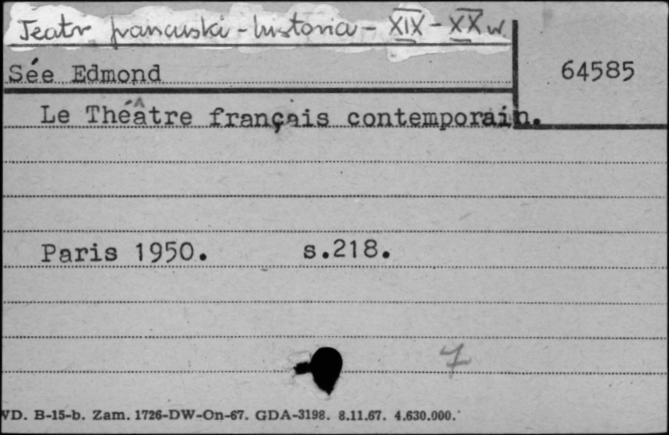 Teatr francuski - historia - XIX - XX w.
Sée Edmond
64585
Le Théâtre français contemporain.
Paris 1950. s.218.
7
VD. B-15-b. Zam. 1726-DW-On-67. GDA-3198. 8.11.67. 4.630.000.